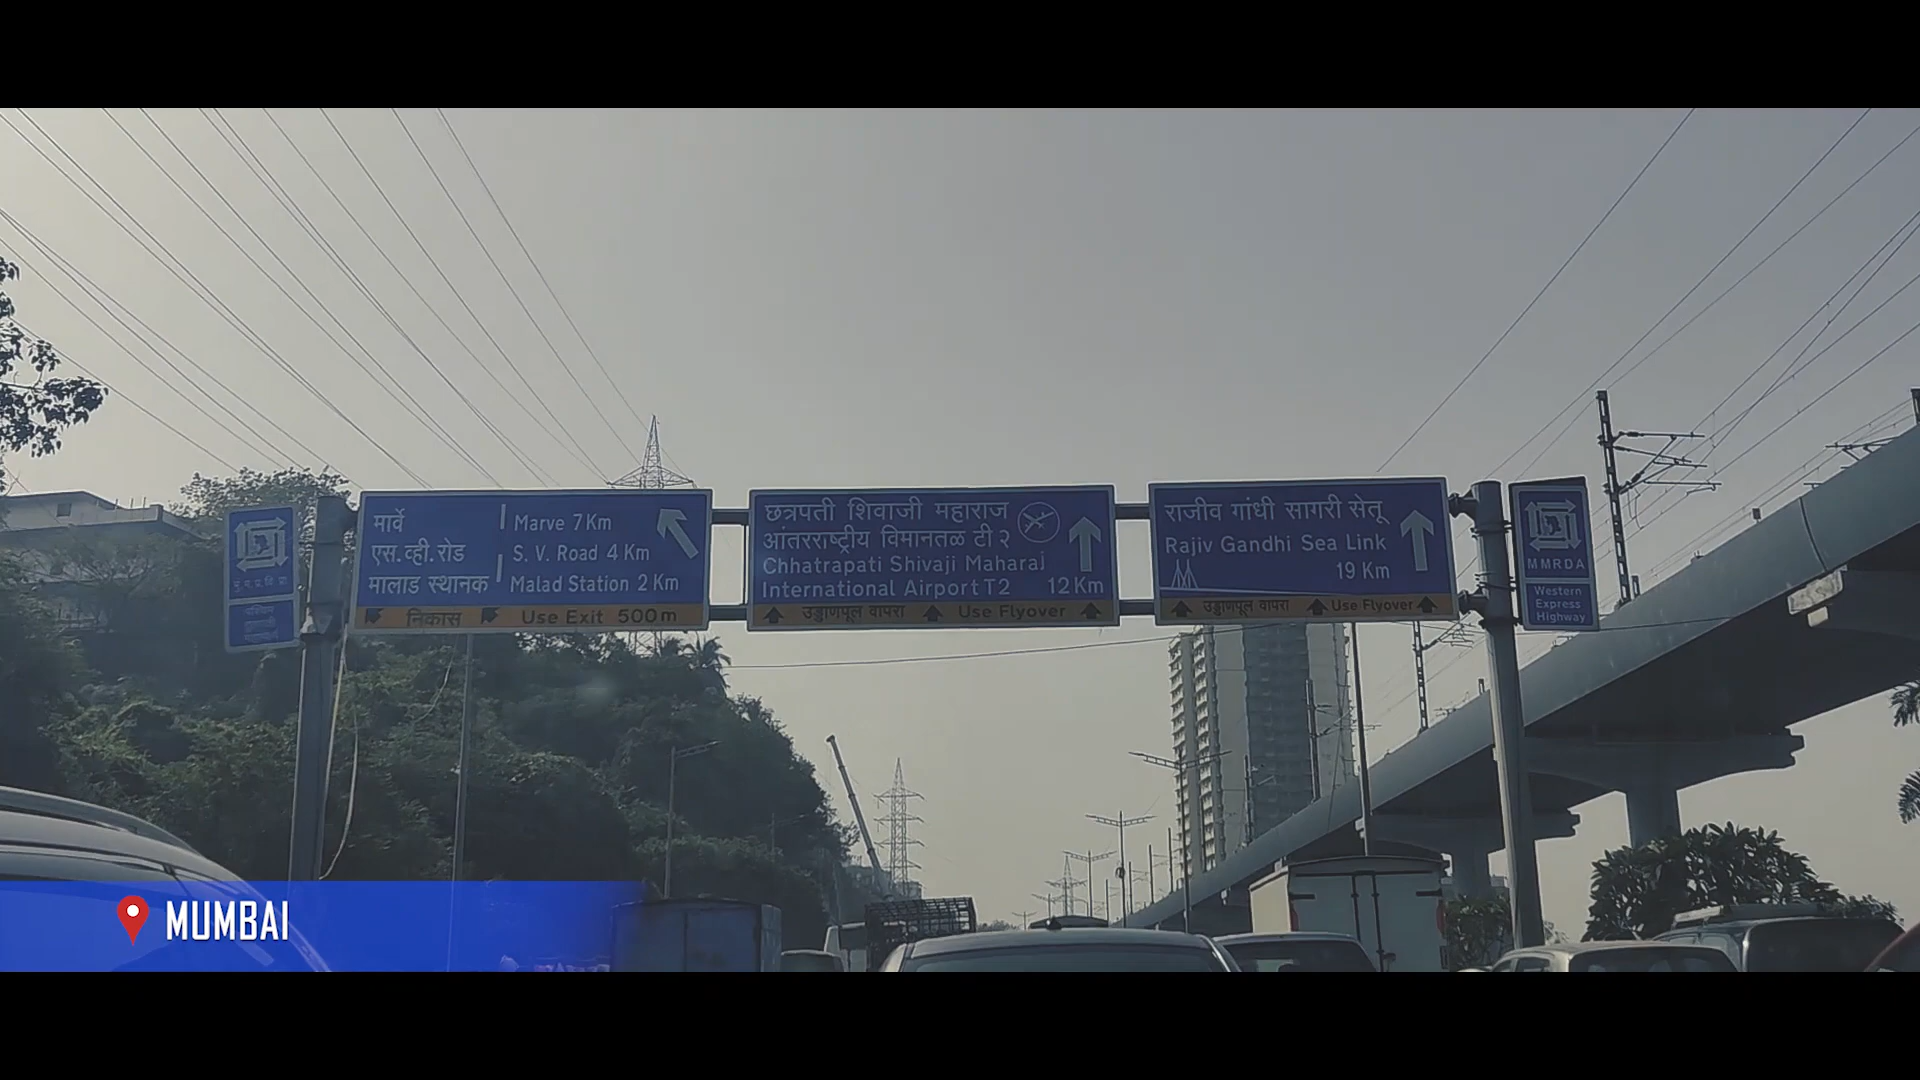 मार्वे
Marve 7 Km
एस.व्ही.रोड
S. V. Road 4 Km
मालाड स्थानक
Malad Station 2 Km
निकास Use Exit 500m
छत्रपती शिवाजी महाराज
आंतरराष्ट्रीय विमानतळ टी २
Chhatrapati Shivaji Maharaj
International Airport T2 12 Km
उड्डाणपूल वापरा Use Flyover
राजीव गांधी सागरी सेतू
Rajiv Gandhi Sea Link
19 Km
उड्डाणपूल वापरा Use Flyover
MMRDA
Western
Express
Highway
MUMBAI